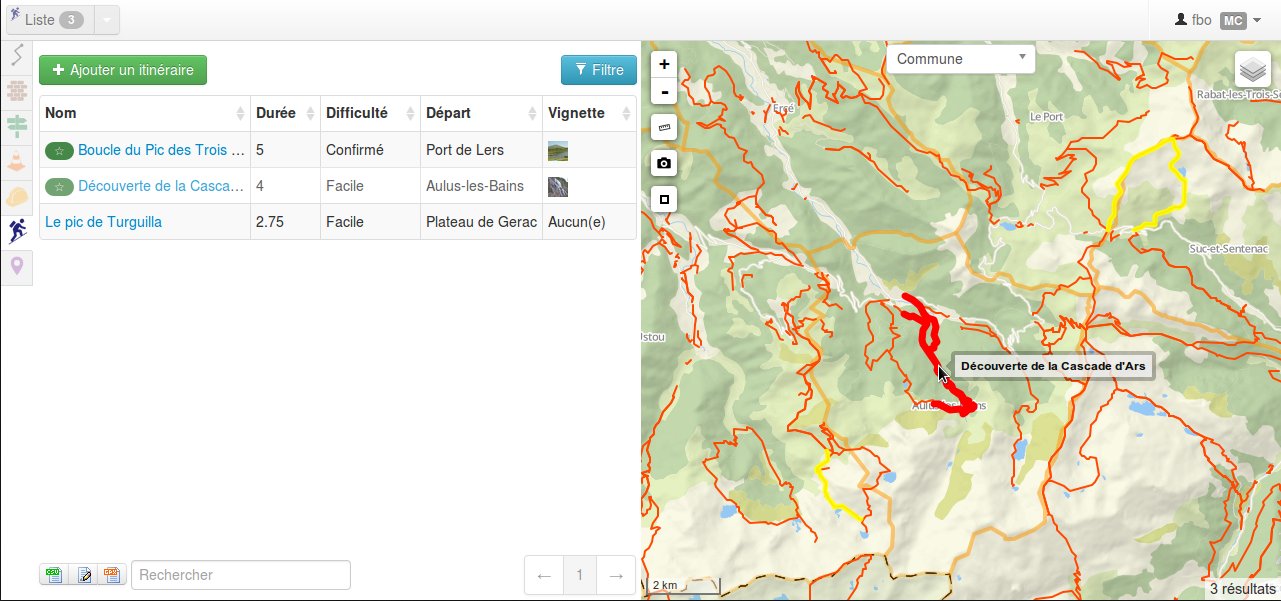 Liste 3
fbo MC
Ajouter un itinéraire
Filtre
Nom Durée Difficulté Départ Vignette
Boucle du Pic des Trois ... 5 Confirmé Port de Lers
Découverte de la Casca... 4 Facile Aulus-les-Bains
Le pic de Turguilla 2.75 Facile Plateau de Gerac Aucun(e)
Rechercher
← 1 →
+
-
Commune
Ercé
Le Port
Rabat-les-Trois-Se
Suc-et-Sentenac
Ustou
Découverte de la Cascade d'Ars
2 km
3 résultats